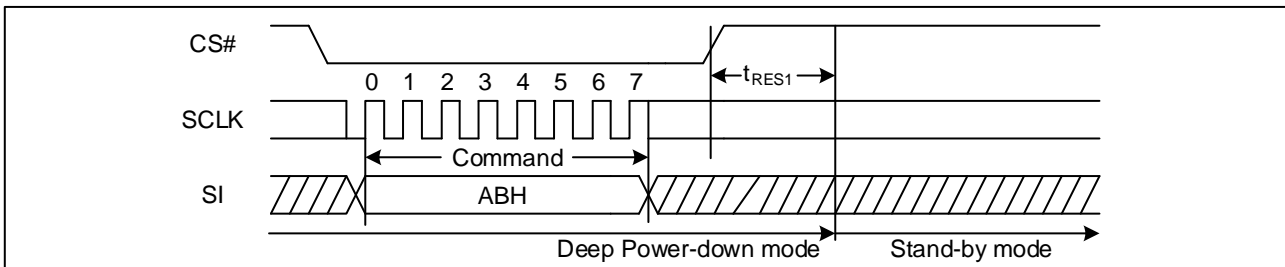 CS#
tRES1
0 1 2 3 4 5 6 7
SCLK
Command
SI
ABH
Deep Power-down mode Stand-by mode